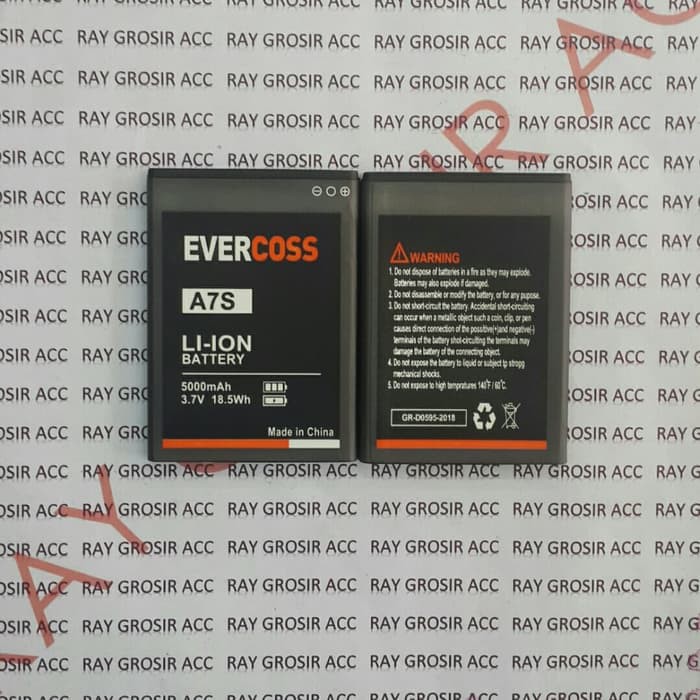 RAY GROSIR ACC
EVERCOSS
A7S
LI-ION
BATTERY
5000mAh
3.7V 18.5Wh
Made in China
WARNING
1. Do not dispose of batteries in a fire as they may explode.
Batteries may also explode if damaged.
2. Do not disassemble or modify the battery, or for any pupose.
3. Do not short-circuit the battery. Accidental short-circuiting
can occur when a metallic object such a coin, clip, or pen
causes direct connection of the possitive(+)and negative(-)
terminals of the battery shot-circuiting the terminals may
damage the battery of the connecting object.
4. Do not expose the battery to liquid or subject tp strogg
mechanical shocks.
5. Do not expose to high tempratures 140°F / 60°C.
GR-D0595-2018